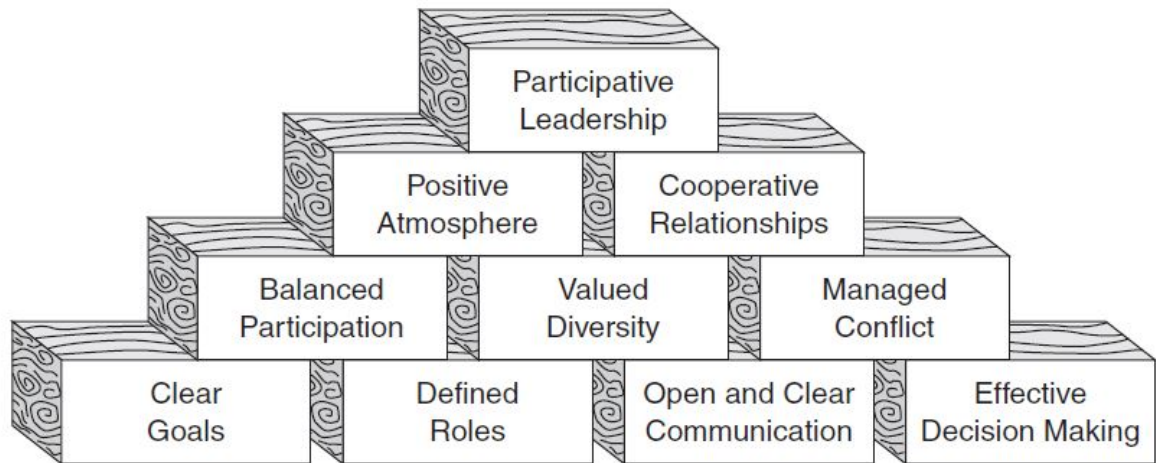 Participative
Leadership
Positive
Atmosphere
Cooperative
Relationships
Balanced
Participation
Valued
Diversity
Managed
Conflict
Clear
Goals
Defined
Roles
Open and Clear
Communication
Effective
Decision Making